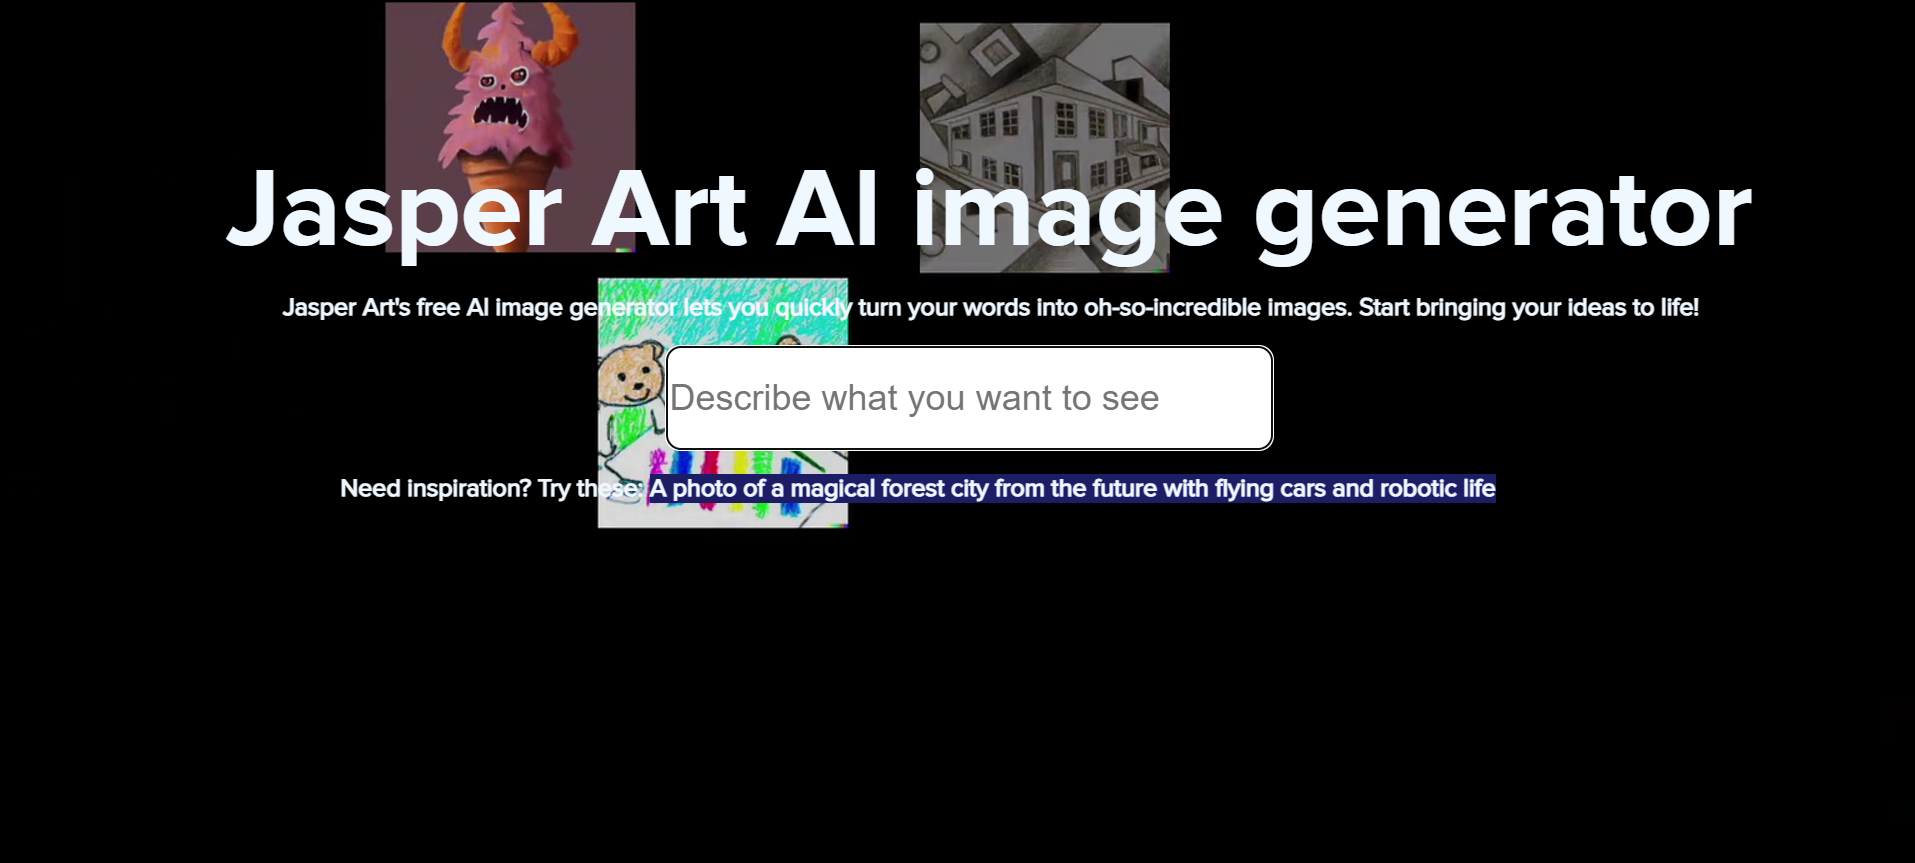 Jasper Art AI image generator
Jasper Art's free AI image generator lets you quickly turn your words into oh-so-incredible images. Start bringing your ideas to life!
Describe what you want to see
Need inspiration? Try these: A photo of a magical forest city from the future with flying cars and robotic life